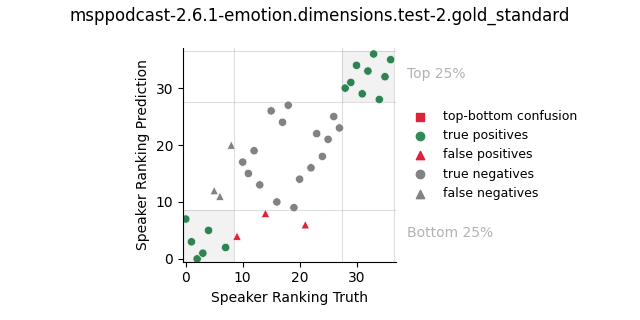 msppodcast-2.6.1-emotion.dimensions.test-2.gold_standard
Speaker Ranking Prediction
30
20
10
0
0
10
20
30
Speaker Ranking Truth
Top 25%
top-bottom confusion
true positives
false positives
true negatives
false negatives
Bottom 25%